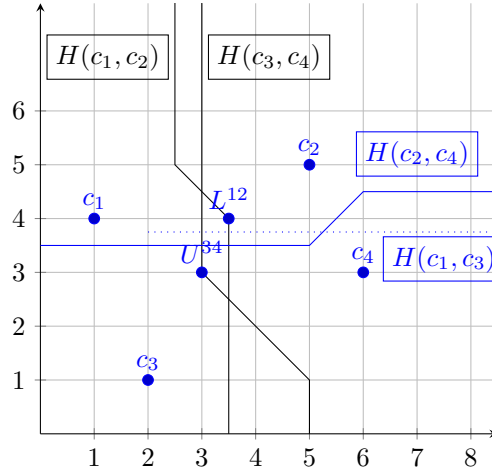 H(c₁, c₂) H(c₃, c₄)
6
c₂ H(c₂, c₄)
5
c₁ L¹²
4
U³⁴ c₄ H(c₁, c₃)
3
2
c₃
1
1 2 3 4 5 6 7 8